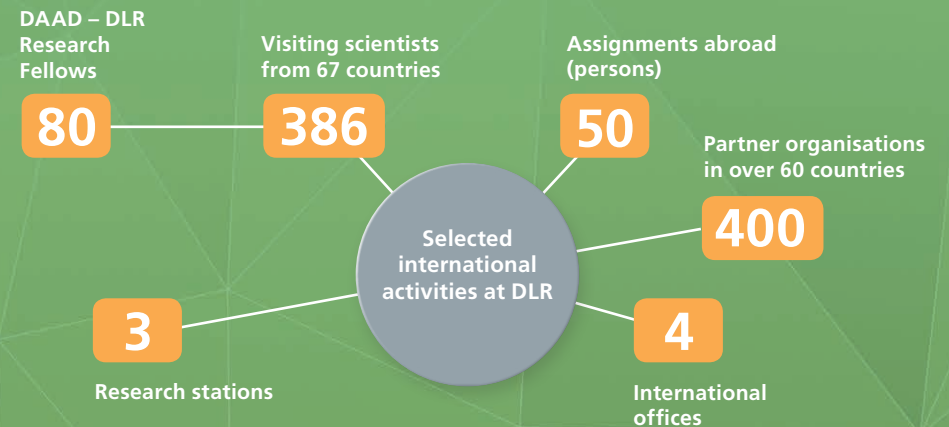 DAAD – DLR
Research
Fellows
80
Visiting scientists
from 67 countries
386
Assignments abroad
(persons)
50
Partner organisations
in over 60 countries
400
Selected
international
activities at DLR
3
Research stations
4
International
offices